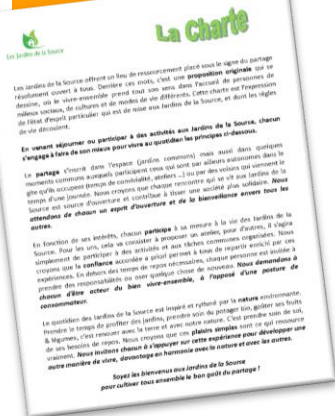 La Charte
Les Jardins de la Source
Les Jardins de la Source offrent un lieu de ressourcement placé sous le signe du partage
résolument ouvert à tous. Derrière ces mots, c'est une proposition originale qui se
dessine, où le vivre-ensemble prend tout son sens dans l'accueil de personnes de
milieux sociaux, de cultures et de modes de vie différents. Cette charte est l'expression
de l'état d'esprit particulier qui est de mise aux Jardins de la Source, et dont les règles
de vie découlent.
En venant séjourner ou participer à des activités aux Jardins de la Source, chacun
s'engage à faire de son mieux pour vivre au quotidien les principes ci-dessous.
Le partage s'inscrit dans l'espace (jardins communs) mais aussi dans quelques
moments communs auxquels participent ceux qui sont par ailleurs autonomes dans le
gîte qu'ils occupent (temps de convivialité, ateliers ...) ou par des voisins qui viennent le
temps d'une journée. Nous croyons que chaque rencontre qui se vit aux Jardins de la
Source est source d'ouverture et contribue à tisser une société plus solidaire. Nous
attendons de chacun un esprit d'ouverture et de la bienveillance envers tous les
autres.
En fonction de ses intérêts, chacun participe à sa mesure à la vie des Jardins de la
Source. Pour les uns, cela va consister à proposer un atelier, pour d'autres, il s'agira
simplement de participer à des activités et aux tâches communes organisées. Nous
croyons que la confiance accordée a priori permet à tous de repartir enrichi par ces
expériences. En dehors des temps de repos nécessaires, chaque personne est invitée à
prendre des responsabilités ou oser quelque chose de nouveau. Nous demandons à
chacun d'être acteur du bien vivre-ensemble, à l'opposé d'une posture de
consommateur.
Le quotidien des Jardins de la Source est inspiré et rythmé par la nature environnante.
Prendre le temps de profiter des jardins, prendre soin du potager bio, goûter ses fruits
& légumes, c'est renouer avec la terre et avec notre nature. C'est prendre soin de soi,
de ses besoins de repos. Nous croyons que ces plaisirs simples sont ce qui ressource
vraiment. Nous invitons chacun à s'appuyer sur cette expérience pour développer une
autre manière de vivre, davantage en harmonie avec la nature et avec les autres.
Soyez les bienvenus aux Jardins de la Source
pour cultiver tous ensemble le bon goût du partage !